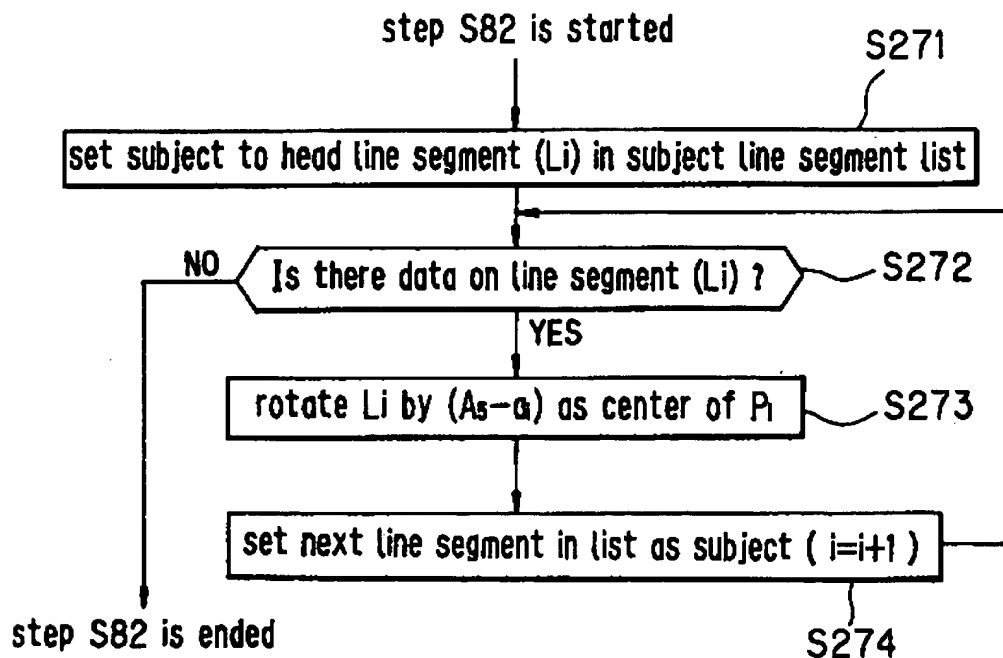 step S82 is started
S271
set subject to head line segment (Li) in subject line segment list
NO
Is there data on line segment (Li) ?
S272
YES
rotate Li by (As-αi) as center of Pi
S273
set next line segment in list as subject ( i=i+1 )
step S82 is ended
S274